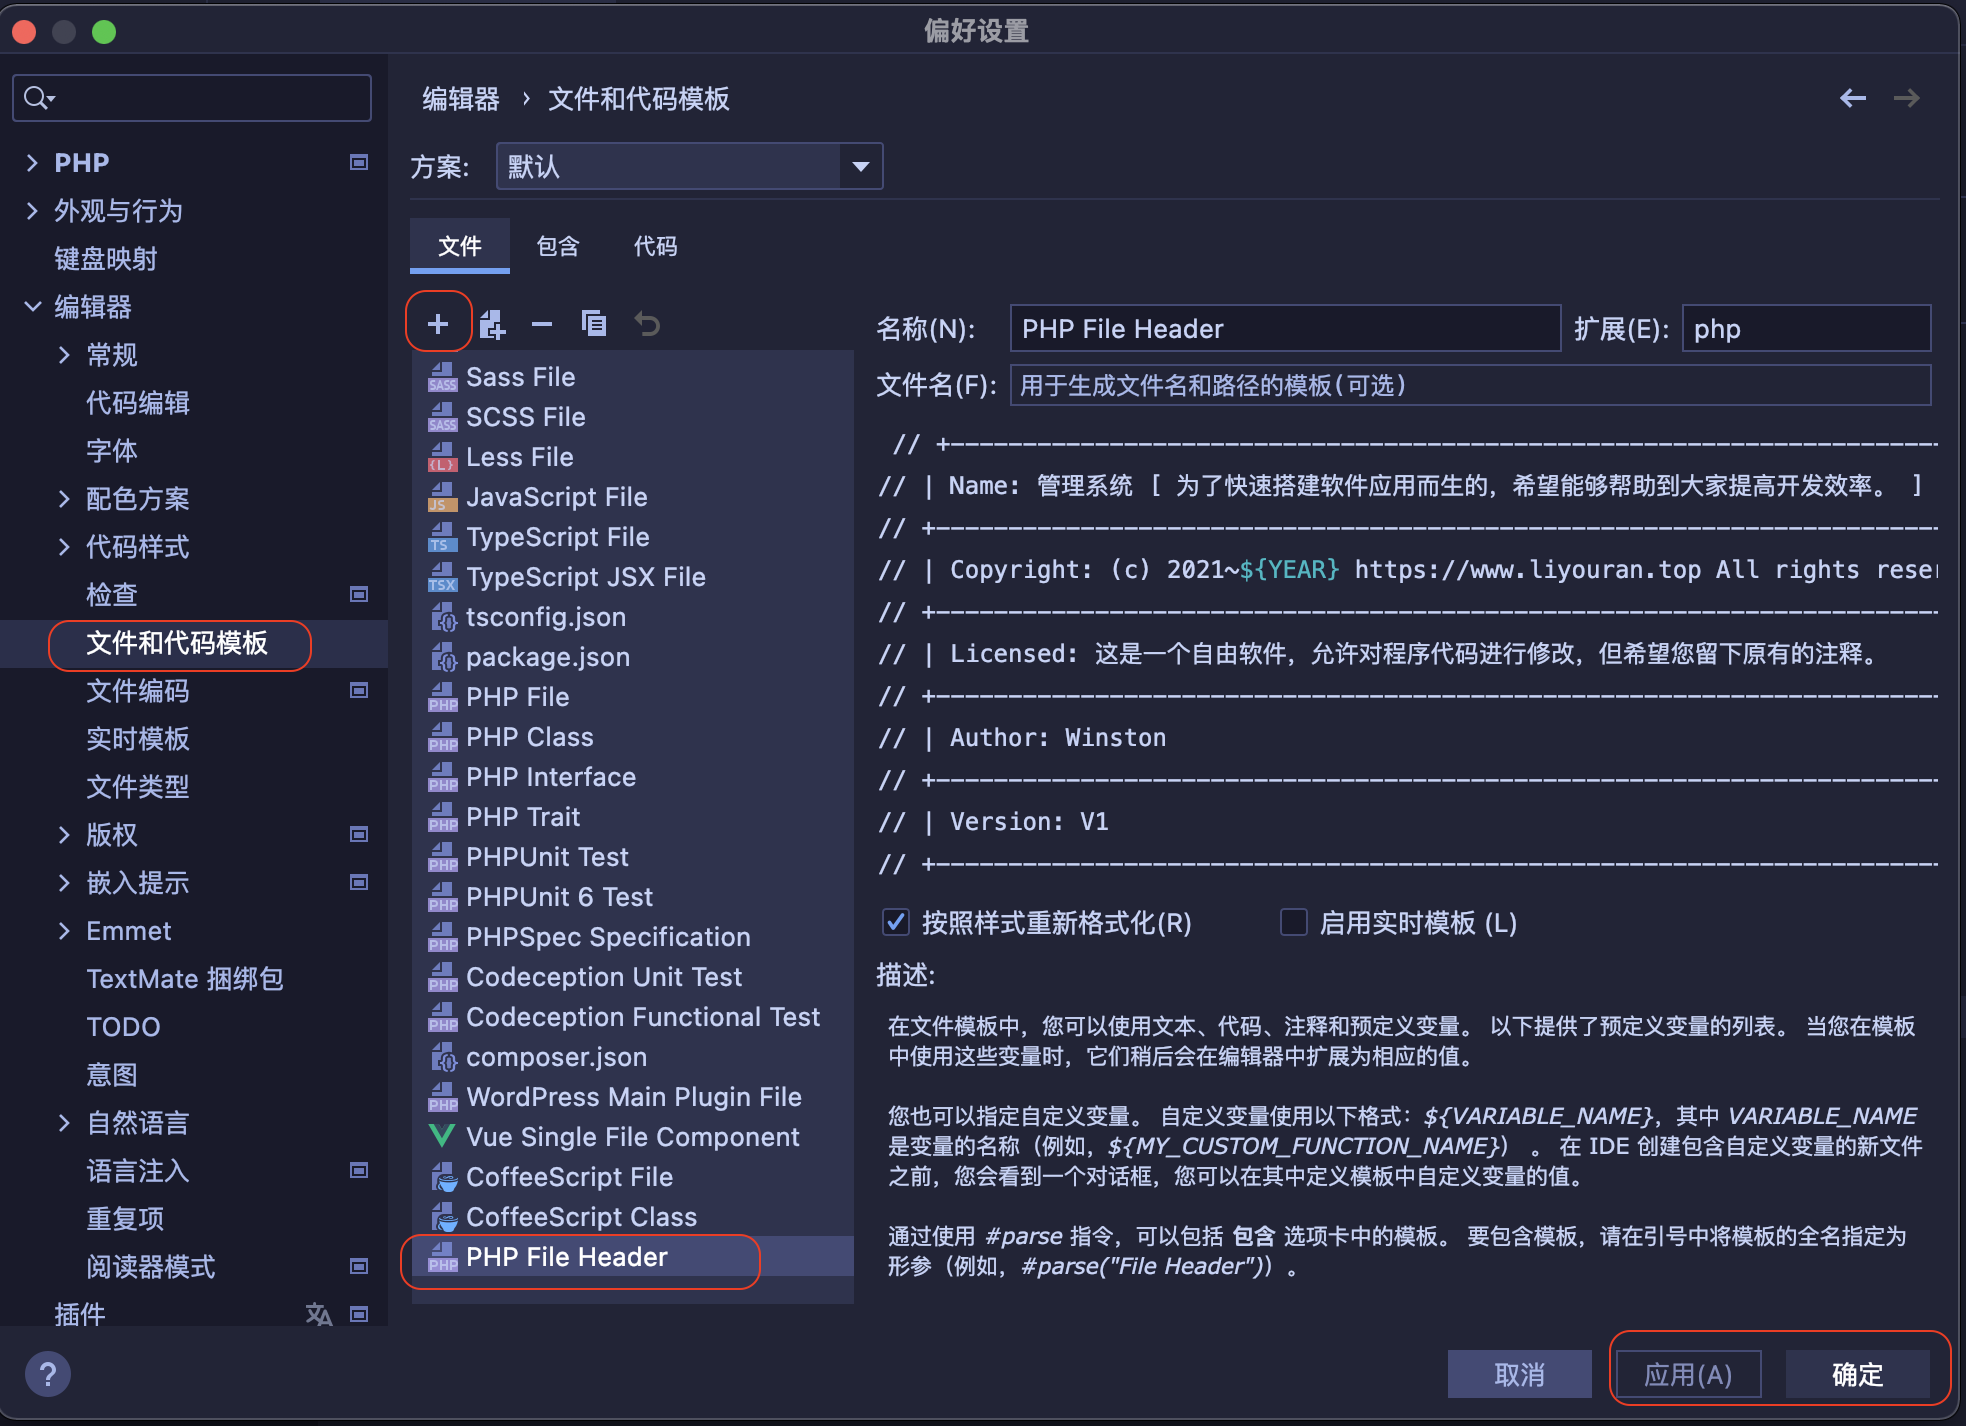 偏好设置
PHP
外观与行为
键盘映射
编辑器
常规
代码编辑
字体
配色方案
代码样式
检查
文件和代码模板
文件编码
实时模板
文件类型
版权
嵌入提示
Emmet
TextMate 捆绑包
TODO
意图
自然语言
语言注入
重复项
阅读器模式
插件
?
编辑器 › 文件和代码模板
方案: 默认
文件 包含 代码
Sass File
SCSS File
Less File
JavaScript File
TypeScript File
TypeScript JSX File
tsconfig.json
package.json
PHP File
PHP Class
PHP Interface
PHP Trait
PHPUnit Test
PHPUnit 6 Test
PHPSpec Specification
Codeception Unit Test
Codeception Functional Test
composer.json
WordPress Main Plugin File
Vue Single File Component
CoffeeScript File
CoffeeScript Class
PHP File Header
名称(N): PHP File Header 扩展(E): php
文件名(F): 用于生成文件名和路径的模板(可选)
// +----------------------------------------------------------------------
// | Name: 管理系统 [ 为了快速搭建软件应用而生的，希望能够帮助到大家提高开发效率。 ]
// +----------------------------------------------------------------------
// | Copyright: (c) 2021~${YEAR} https://www.liyouran.top All rights reser
// +----------------------------------------------------------------------
// | Licensed: 这是一个自由软件，允许对程序代码进行修改，但希望您留下原有的注释。
// +----------------------------------------------------------------------
// | Author: Winston
// +----------------------------------------------------------------------
// | Version: V1
// +----------------------------------------------------------------------
按照样式重新格式化(R) 启用实时模板 (L)
描述:
在文件模板中，您可以使用文本、代码、注释和预定义变量。 以下提供了预定义变量的列表。 当您在模板
中使用这些变量时，它们稍后会在编辑器中扩展为相应的值。
您也可以指定自定义变量。 自定义变量使用以下格式：${VARIABLE_NAME}，其中 VARIABLE_NAME
是变量的名称（例如，${MY_CUSTOM_FUNCTION_NAME}） 。 在 IDE 创建包含自定义变量的新文件
之前，您会看到一个对话框，您可以在其中定义模板中自定义变量的值。
通过使用 #parse 指令，可以包括 包含 选项卡中的模板。 要包含模板，请在引号中将模板的全名指定为
形参（例如，#parse("File Header")）。
取消 应用(A) 确定